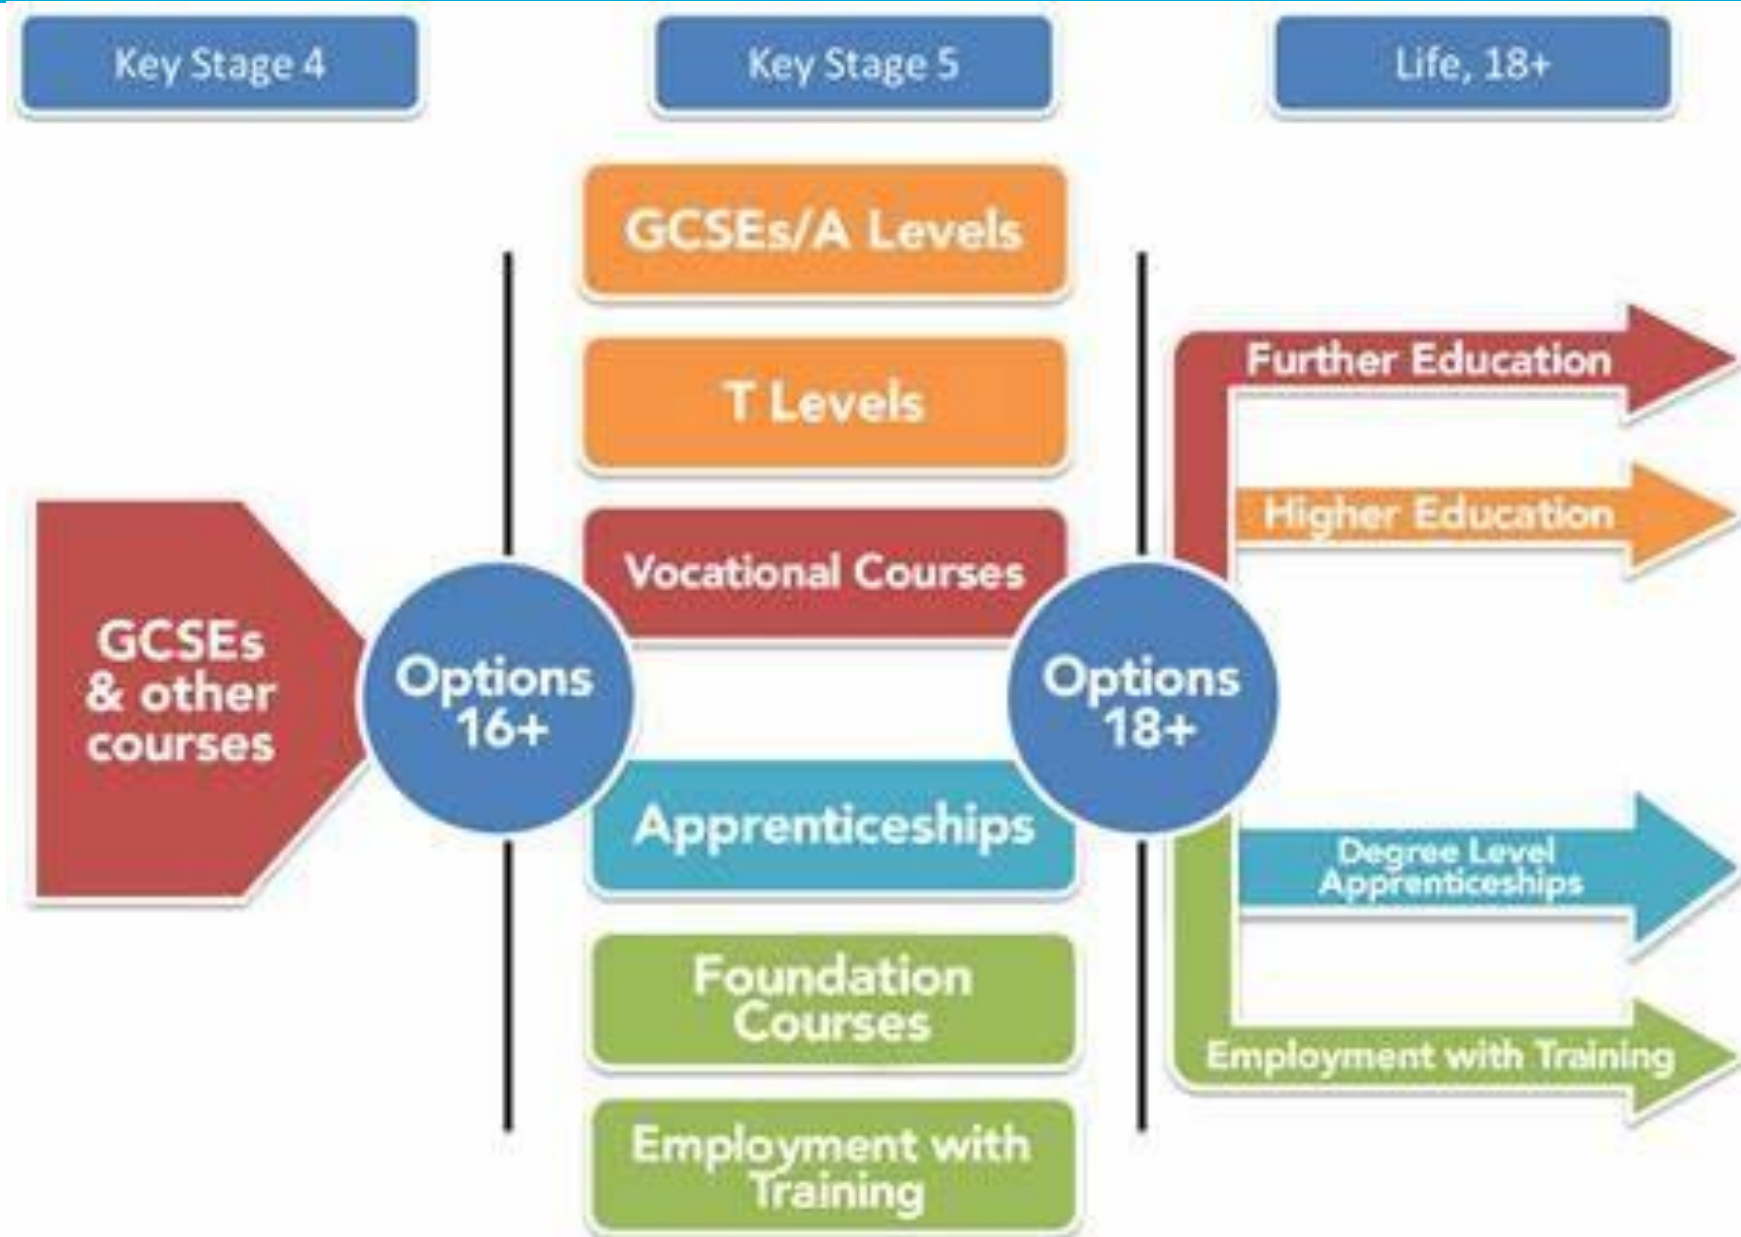 Key Stage 4
Key Stage 5
Life, 18+
GCSEs
& other
courses
Options
16+
GCSEs/A Levels
T Levels
Vocational Courses
Apprenticeships
Foundation
Courses
Employment with
Training
Options
18+
Further Education
Higher Education
Degree Level
Apprenticeships
Employment with Training